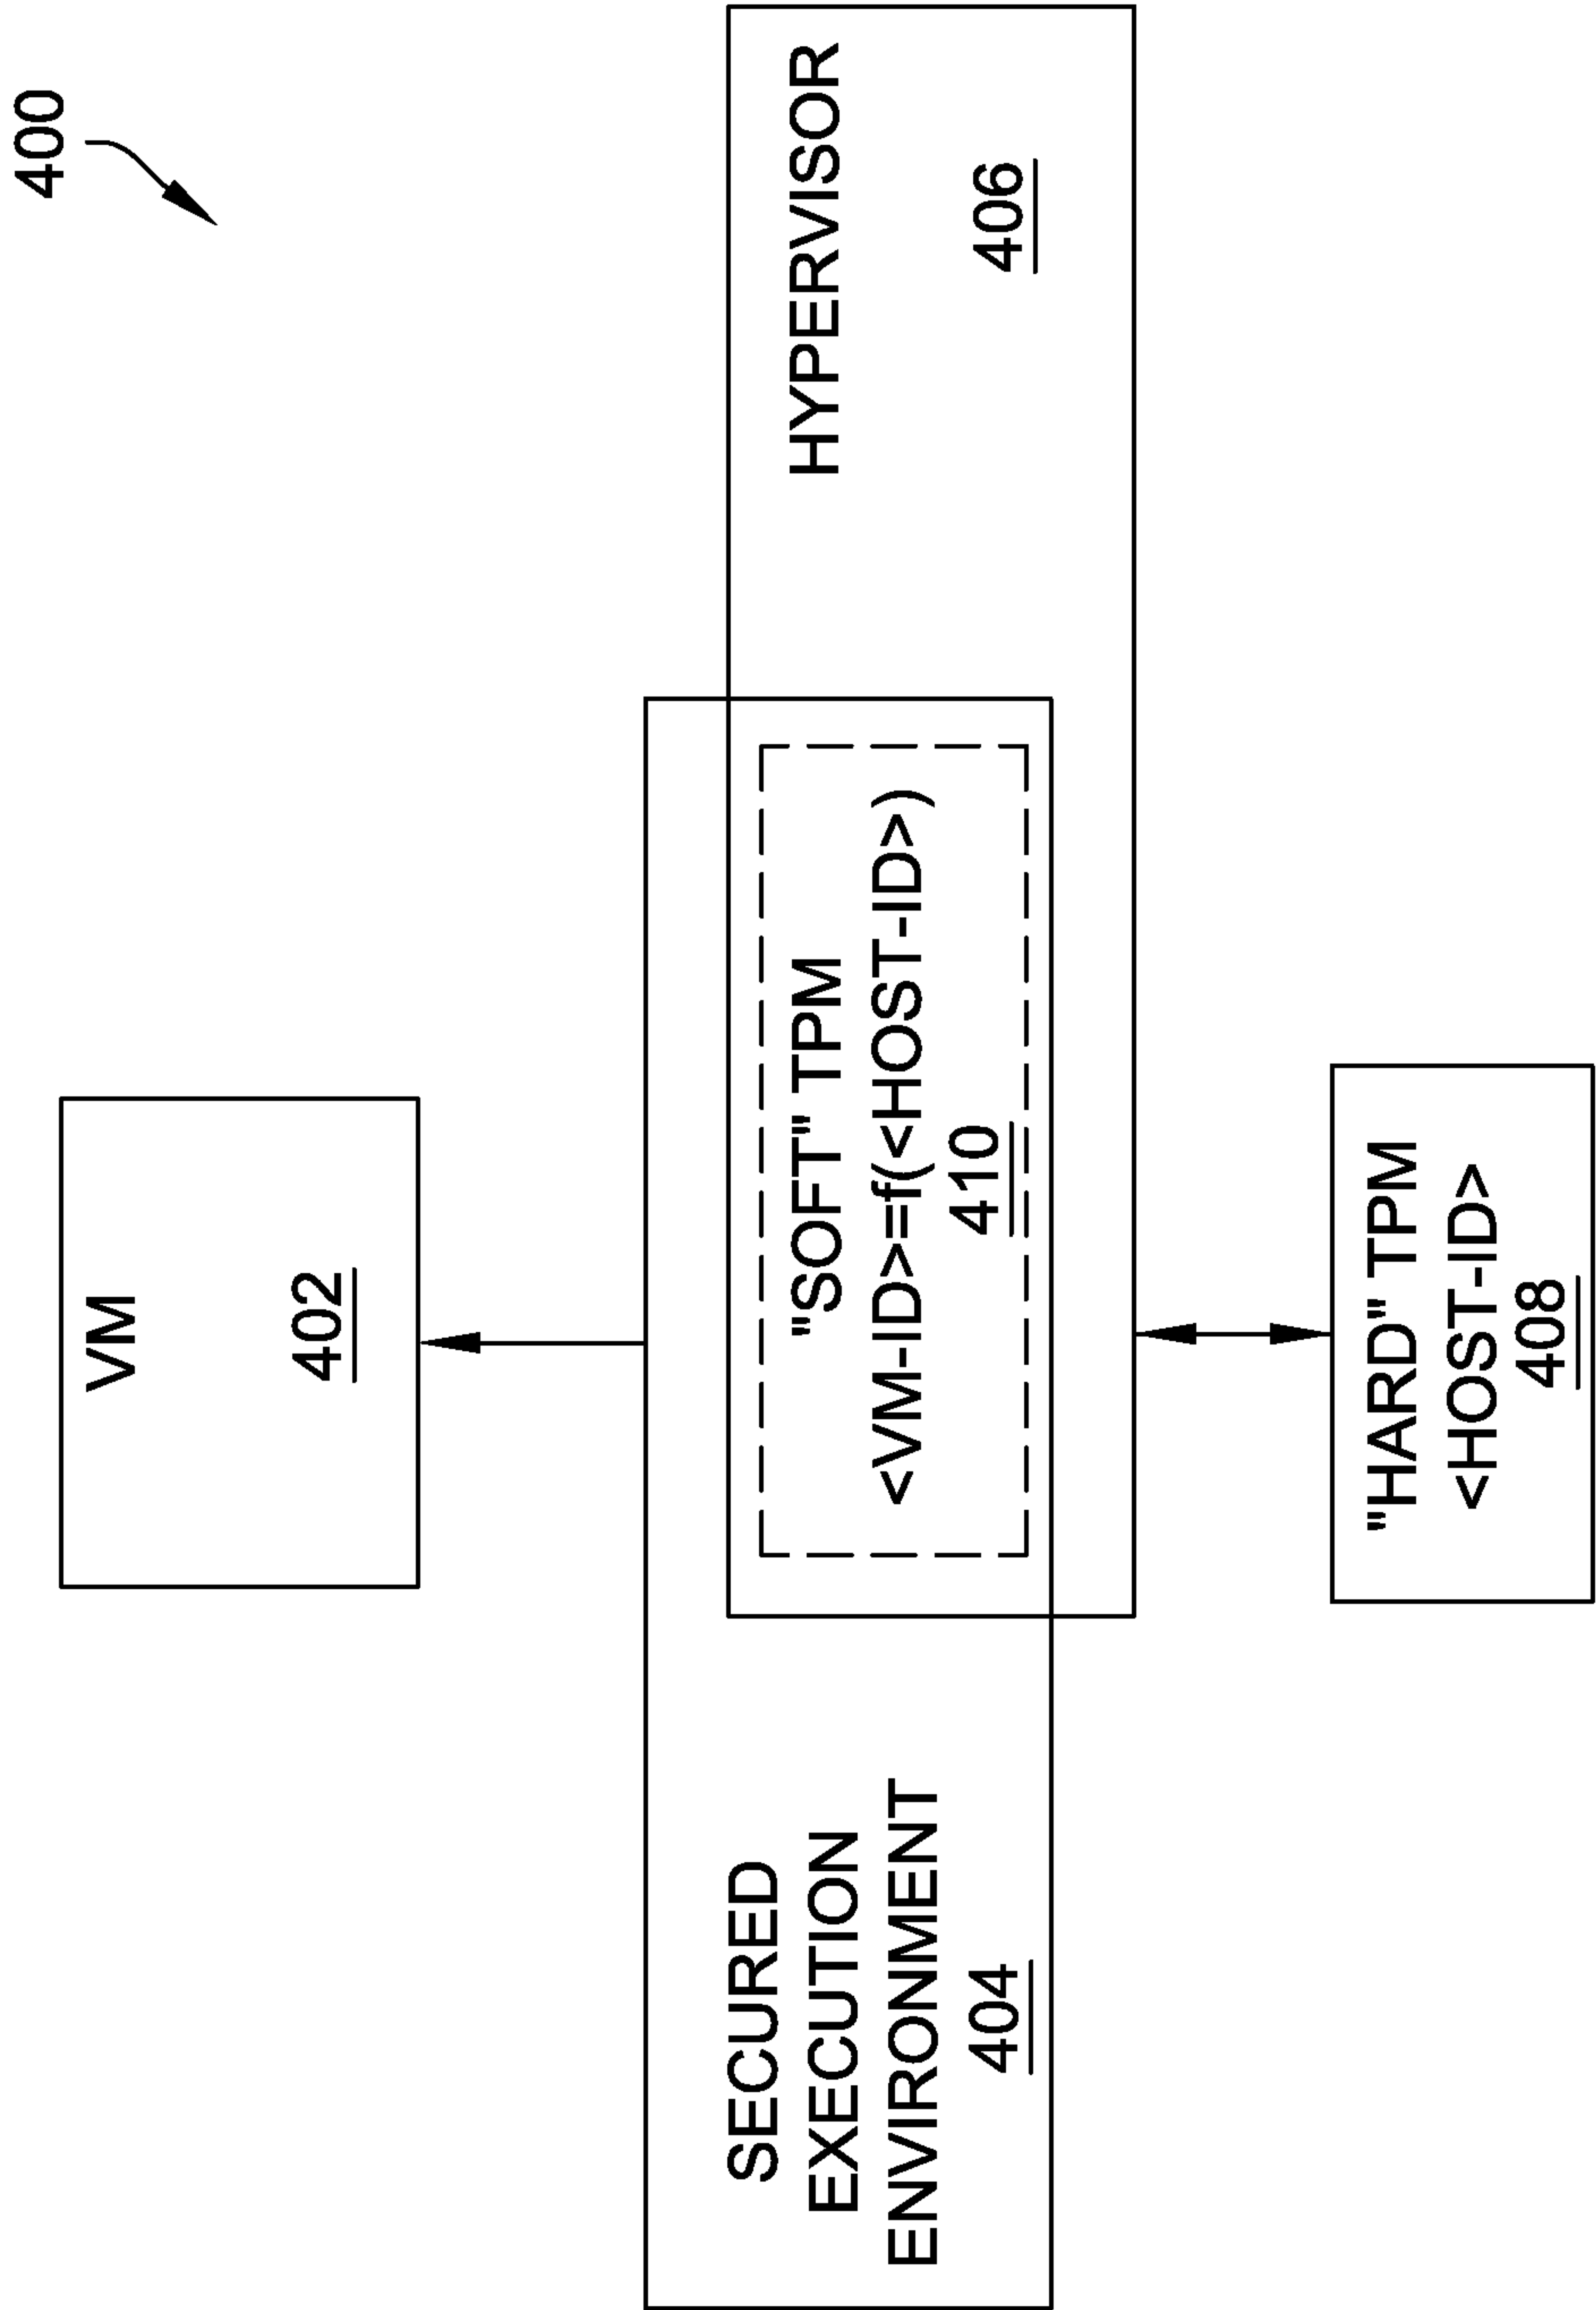 400
VM
402
SECURED
EXECUTION
ENVIRONMENT
404
"SOFT" TPM
<VM-ID>=f(<HOST-ID>)
410
HYPERVISOR
406
"HARD" TPM
<HOST-ID>
408